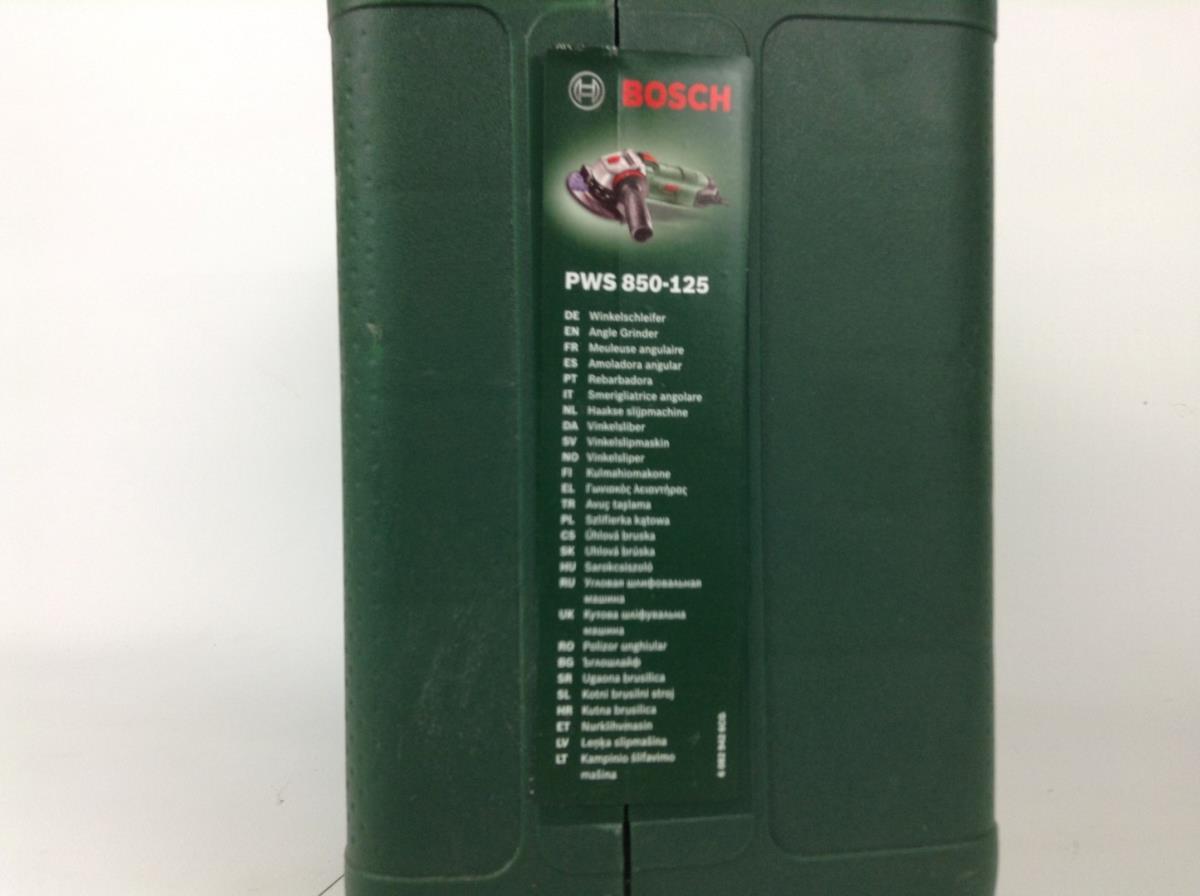 BOSCH
PWS 850-125
DE Winkelschleifer
EN Angle Grinder
FR Meuleuse angulaire
ES Amoladora angular
PT Rebarbadora
IT Smerigliatrice angolare
NL Haakse slijpmachine
DA Vinkelsliber
SV Vinkelslipmaskin
NO Vinkelsliper
FI Kulmahiomakone
EL Γωνιακός λειαντήρας
TR Avuç taşlama
PL Szlifierka kątowa
CS Úhlová bruska
SK Uhlová brúska
HU Sarokcsiszoló
RU Угловая шлифовальная
машина
UK Кутова шліфувальна
машина
RO Polizor unghiular
BG Ъглошлайф
SR Ugaona brusilica
SL Kotni brusilni stroj
HR Kutna brusilica
ET Nurklihvmasin
LV Leņķa slīpmašīna
LT Kampinio šlifavimo
mašina